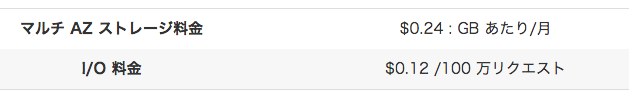 マルチ AZ ストレージ料金 $0.24 : GB あたり/月
I/O 料金 $0.12 /100 万リクエスト